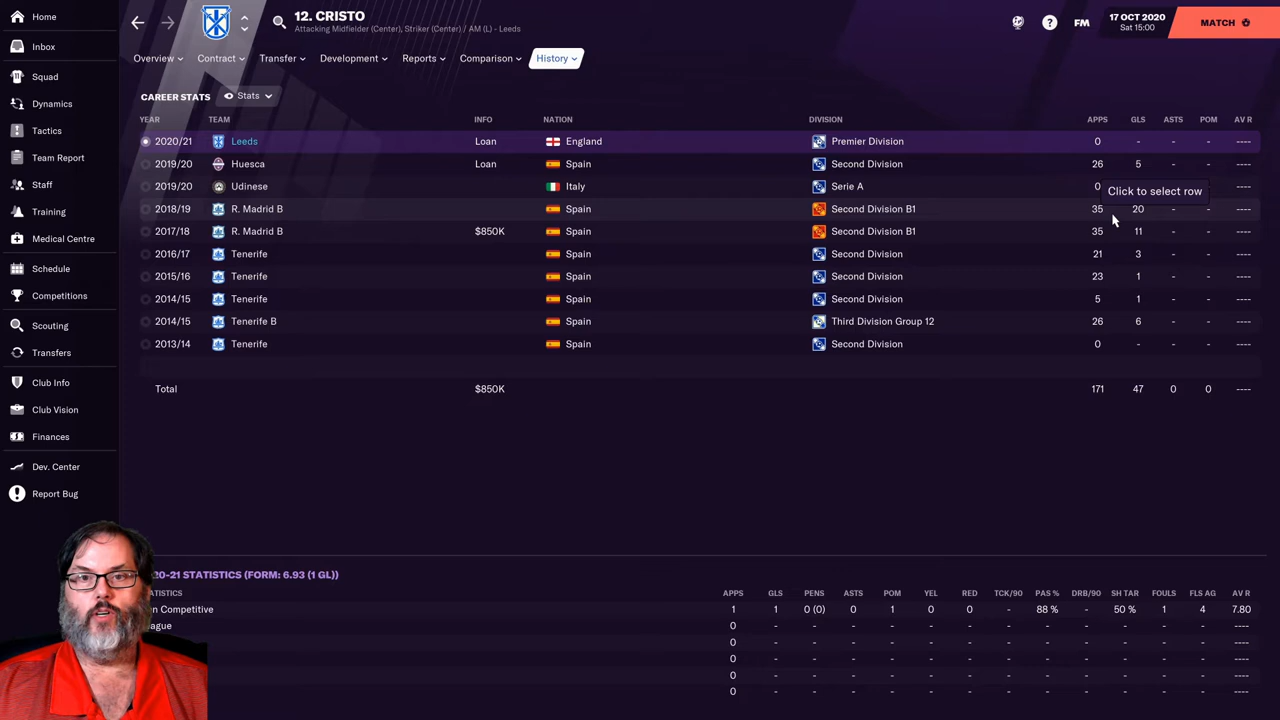 Home
Inbox
Squad
Dynamics
Tactics
Team Report
Staff
Training
Medical Centre
Schedule
Competitions
Scouting
Transfers
Club Info
Club Vision
Finances
Dev. Center
Report Bug
12. CRISTO
Attacking Midfielder (Center), Striker (Center) / AM (L) - Leeds
FM
17 OCT 2020
Sat 15:00
MATCH
Overview Contract Transfer Development Reports Comparison History
CAREER STATS Stats
YEAR TEAM INFO NATION DIVISION APPS GLS ASTS POM AV R
2020/21 Leeds Loan England Premier Division 0 - - - ----
2019/20 Huesca Loan Spain Second Division 26 5 - - ----
2019/20 Udinese Italy Serie A 0
Click to select row
2018/19 R. Madrid B Spain Second Division B1 35 20 - - ----
2017/18 R. Madrid B $850K Spain Second Division B1 35 11 - - ----
2016/17 Tenerife Spain Second Division 21 3 - - ----
2015/16 Tenerife Spain Second Division 23 1 - - ----
2014/15 Tenerife Spain Second Division 5 1 - - ----
2014/15 Tenerife B Spain Third Division Group 12 26 6 - - ----
2013/14 Tenerife Spain Second Division 0 - - - ----
Total $850K 171 47 0 0 ----
20-21 STATISTICS (FORM: 6.93 (1 GL))
TATISTICS APPS GLS PENS ASTS POM YEL RED TCK/90 PAS % DRB/90 SH TAR FOULS FLS AG AV R
n Competitive 1 1 0 (0) 0 1 0 0 - 88 % - 50 % 1 4 7.80
ague 0 - - - - - - - - - - - - ----
0 - - - - - - - - - - - - ----
0 - - - - - - - - - - - - ----
0 - - - - - - - - - - - - ----
0 - - - - - - - - - - - - ----